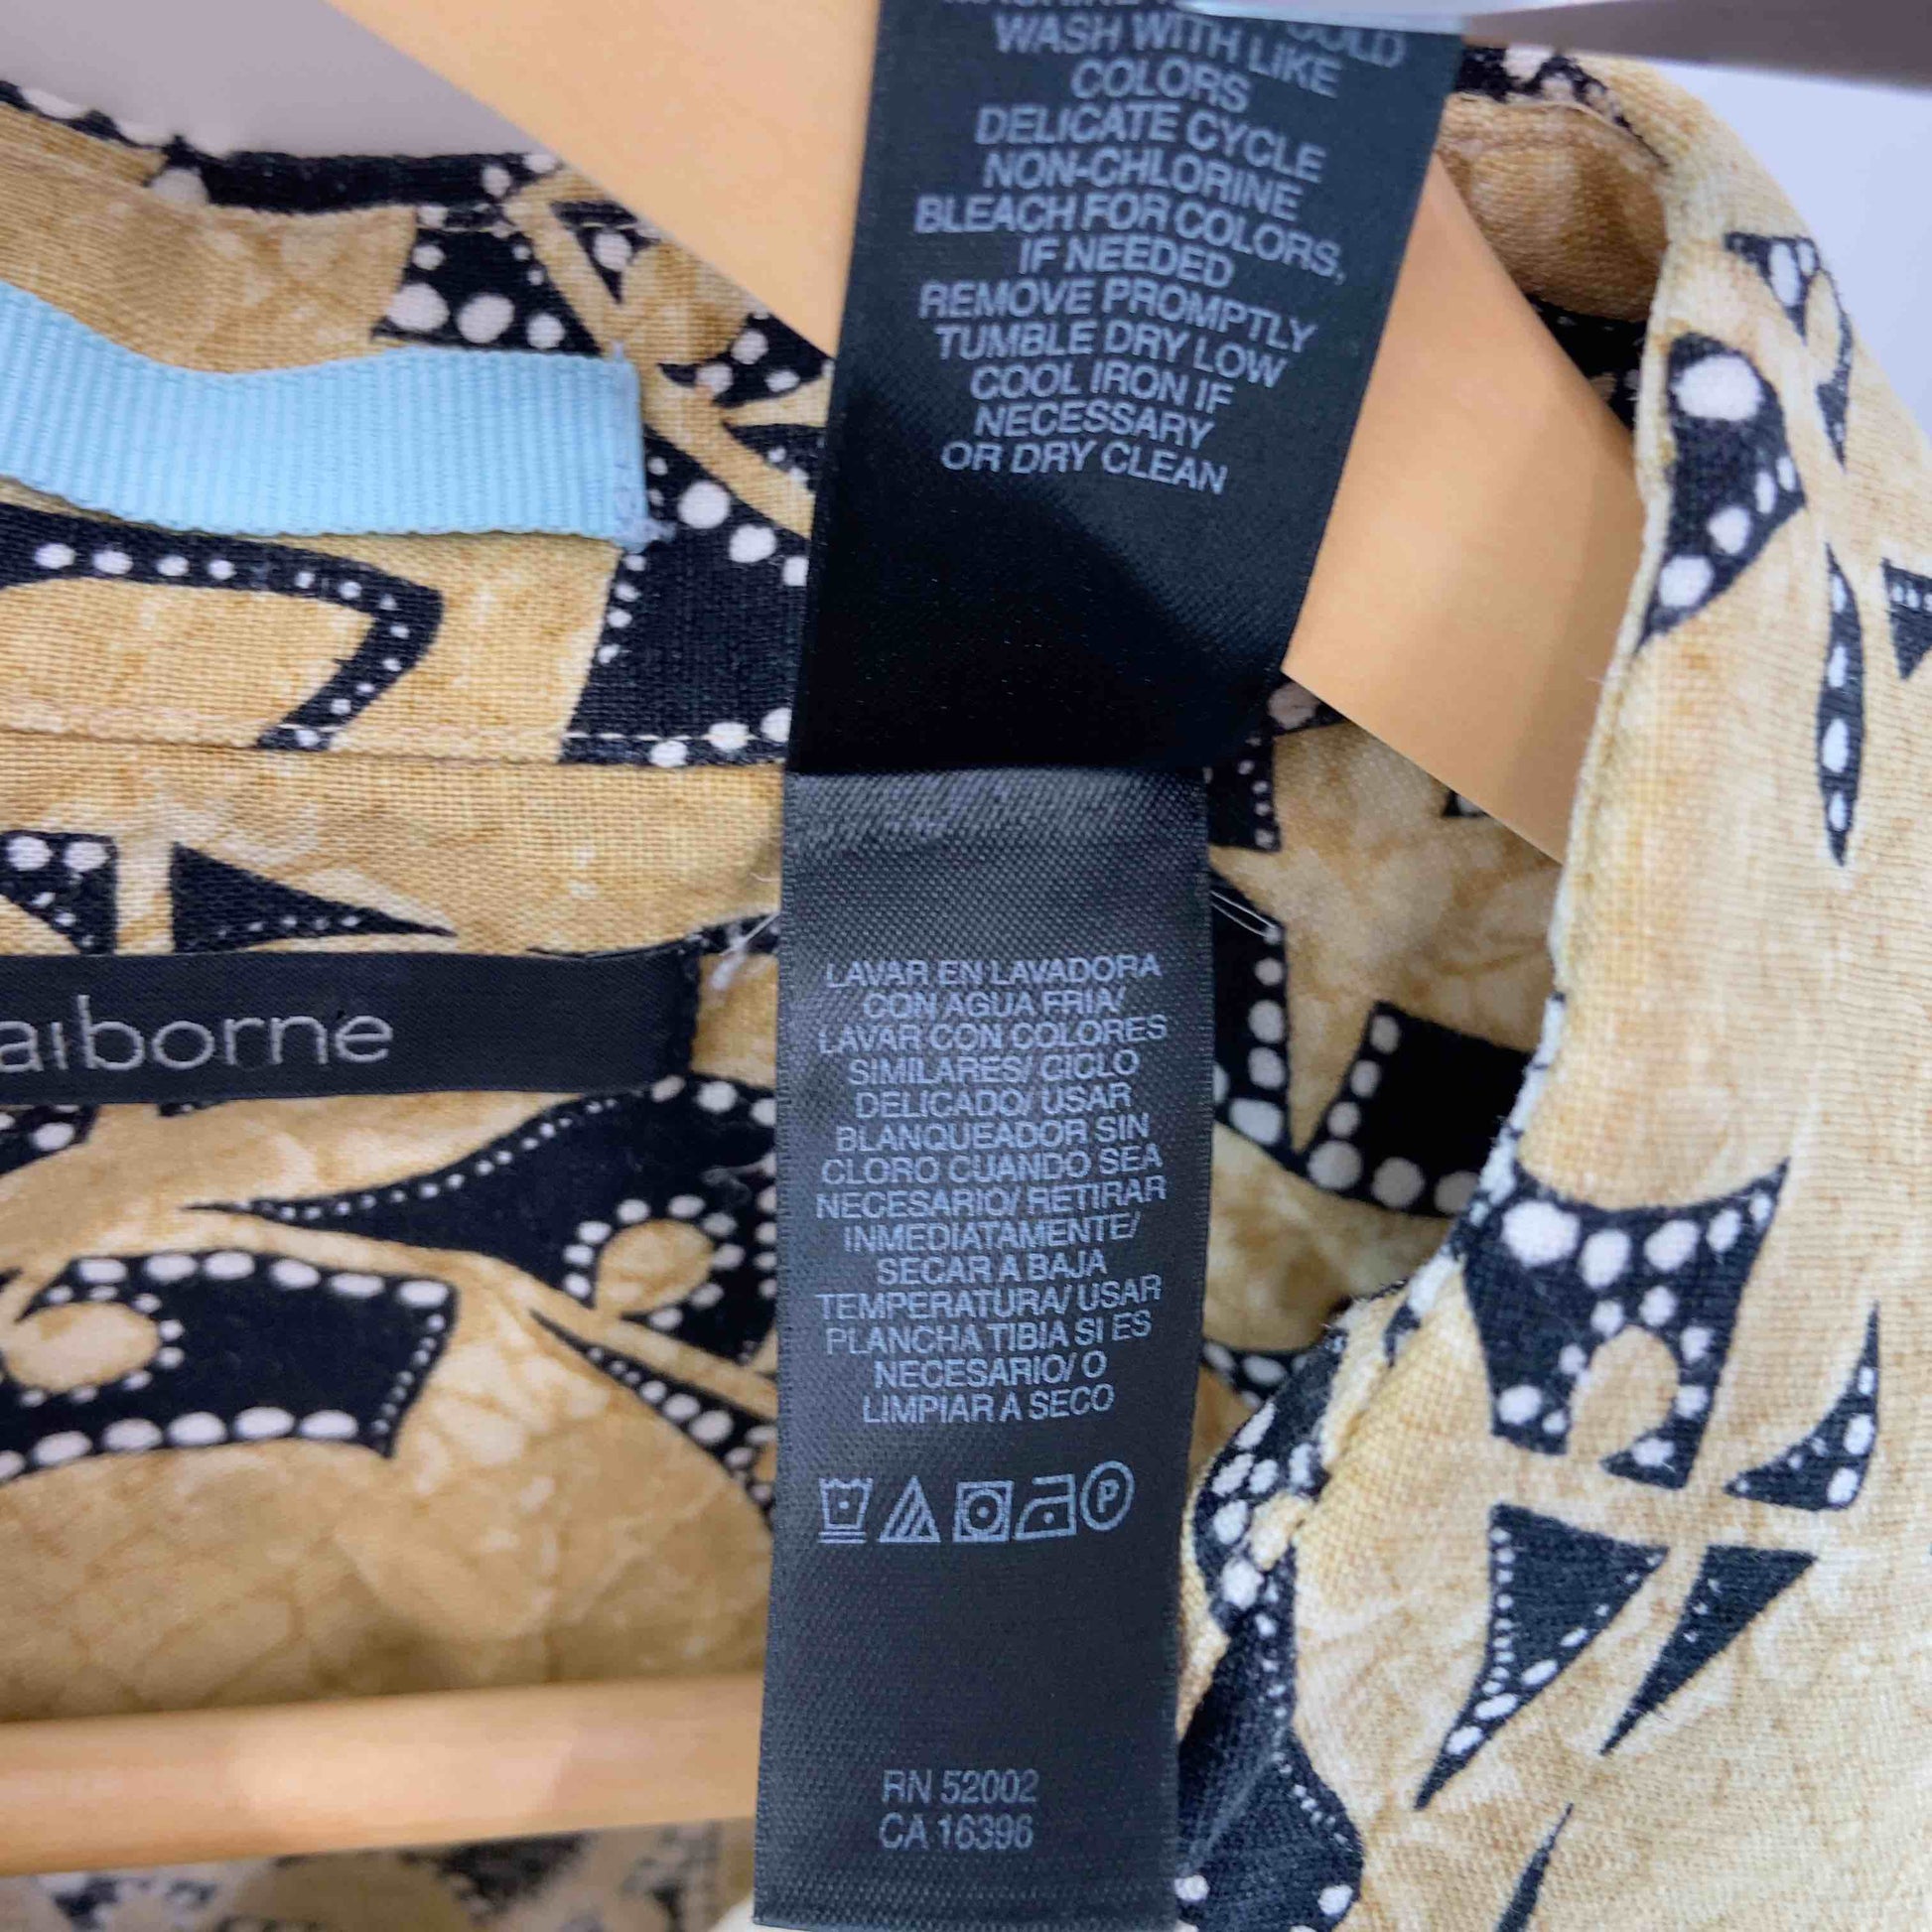 COLD
WASH WITH LIKE
COLORS
DELICATE CYCLE
NON-CHLORINE
BLEACH FOR COLORS,
IF NEEDED
REMOVE PROMPTLY
TUMBLE DRY LOW
COOL IRON IF
NECESSARY
OR DRY CLEAN
aiborne
LAVAR EN LAVADORA
CON AGUA FRIA/
LAVAR CON COLORES
SIMILARES/ CICLO
DELICADO/ USAR
BLANQUEADOR SIN
CLORO CUANDO SEA
NECESARIO/ RETIRAR
INMEDIATAMENTE/
SECAR A BAJA
TEMPERATURA/ USAR
PLANCHA TIBIA SI ES
NECESARIO/ O
LIMPIAR A SECO
P
RN 52002
CA 16396